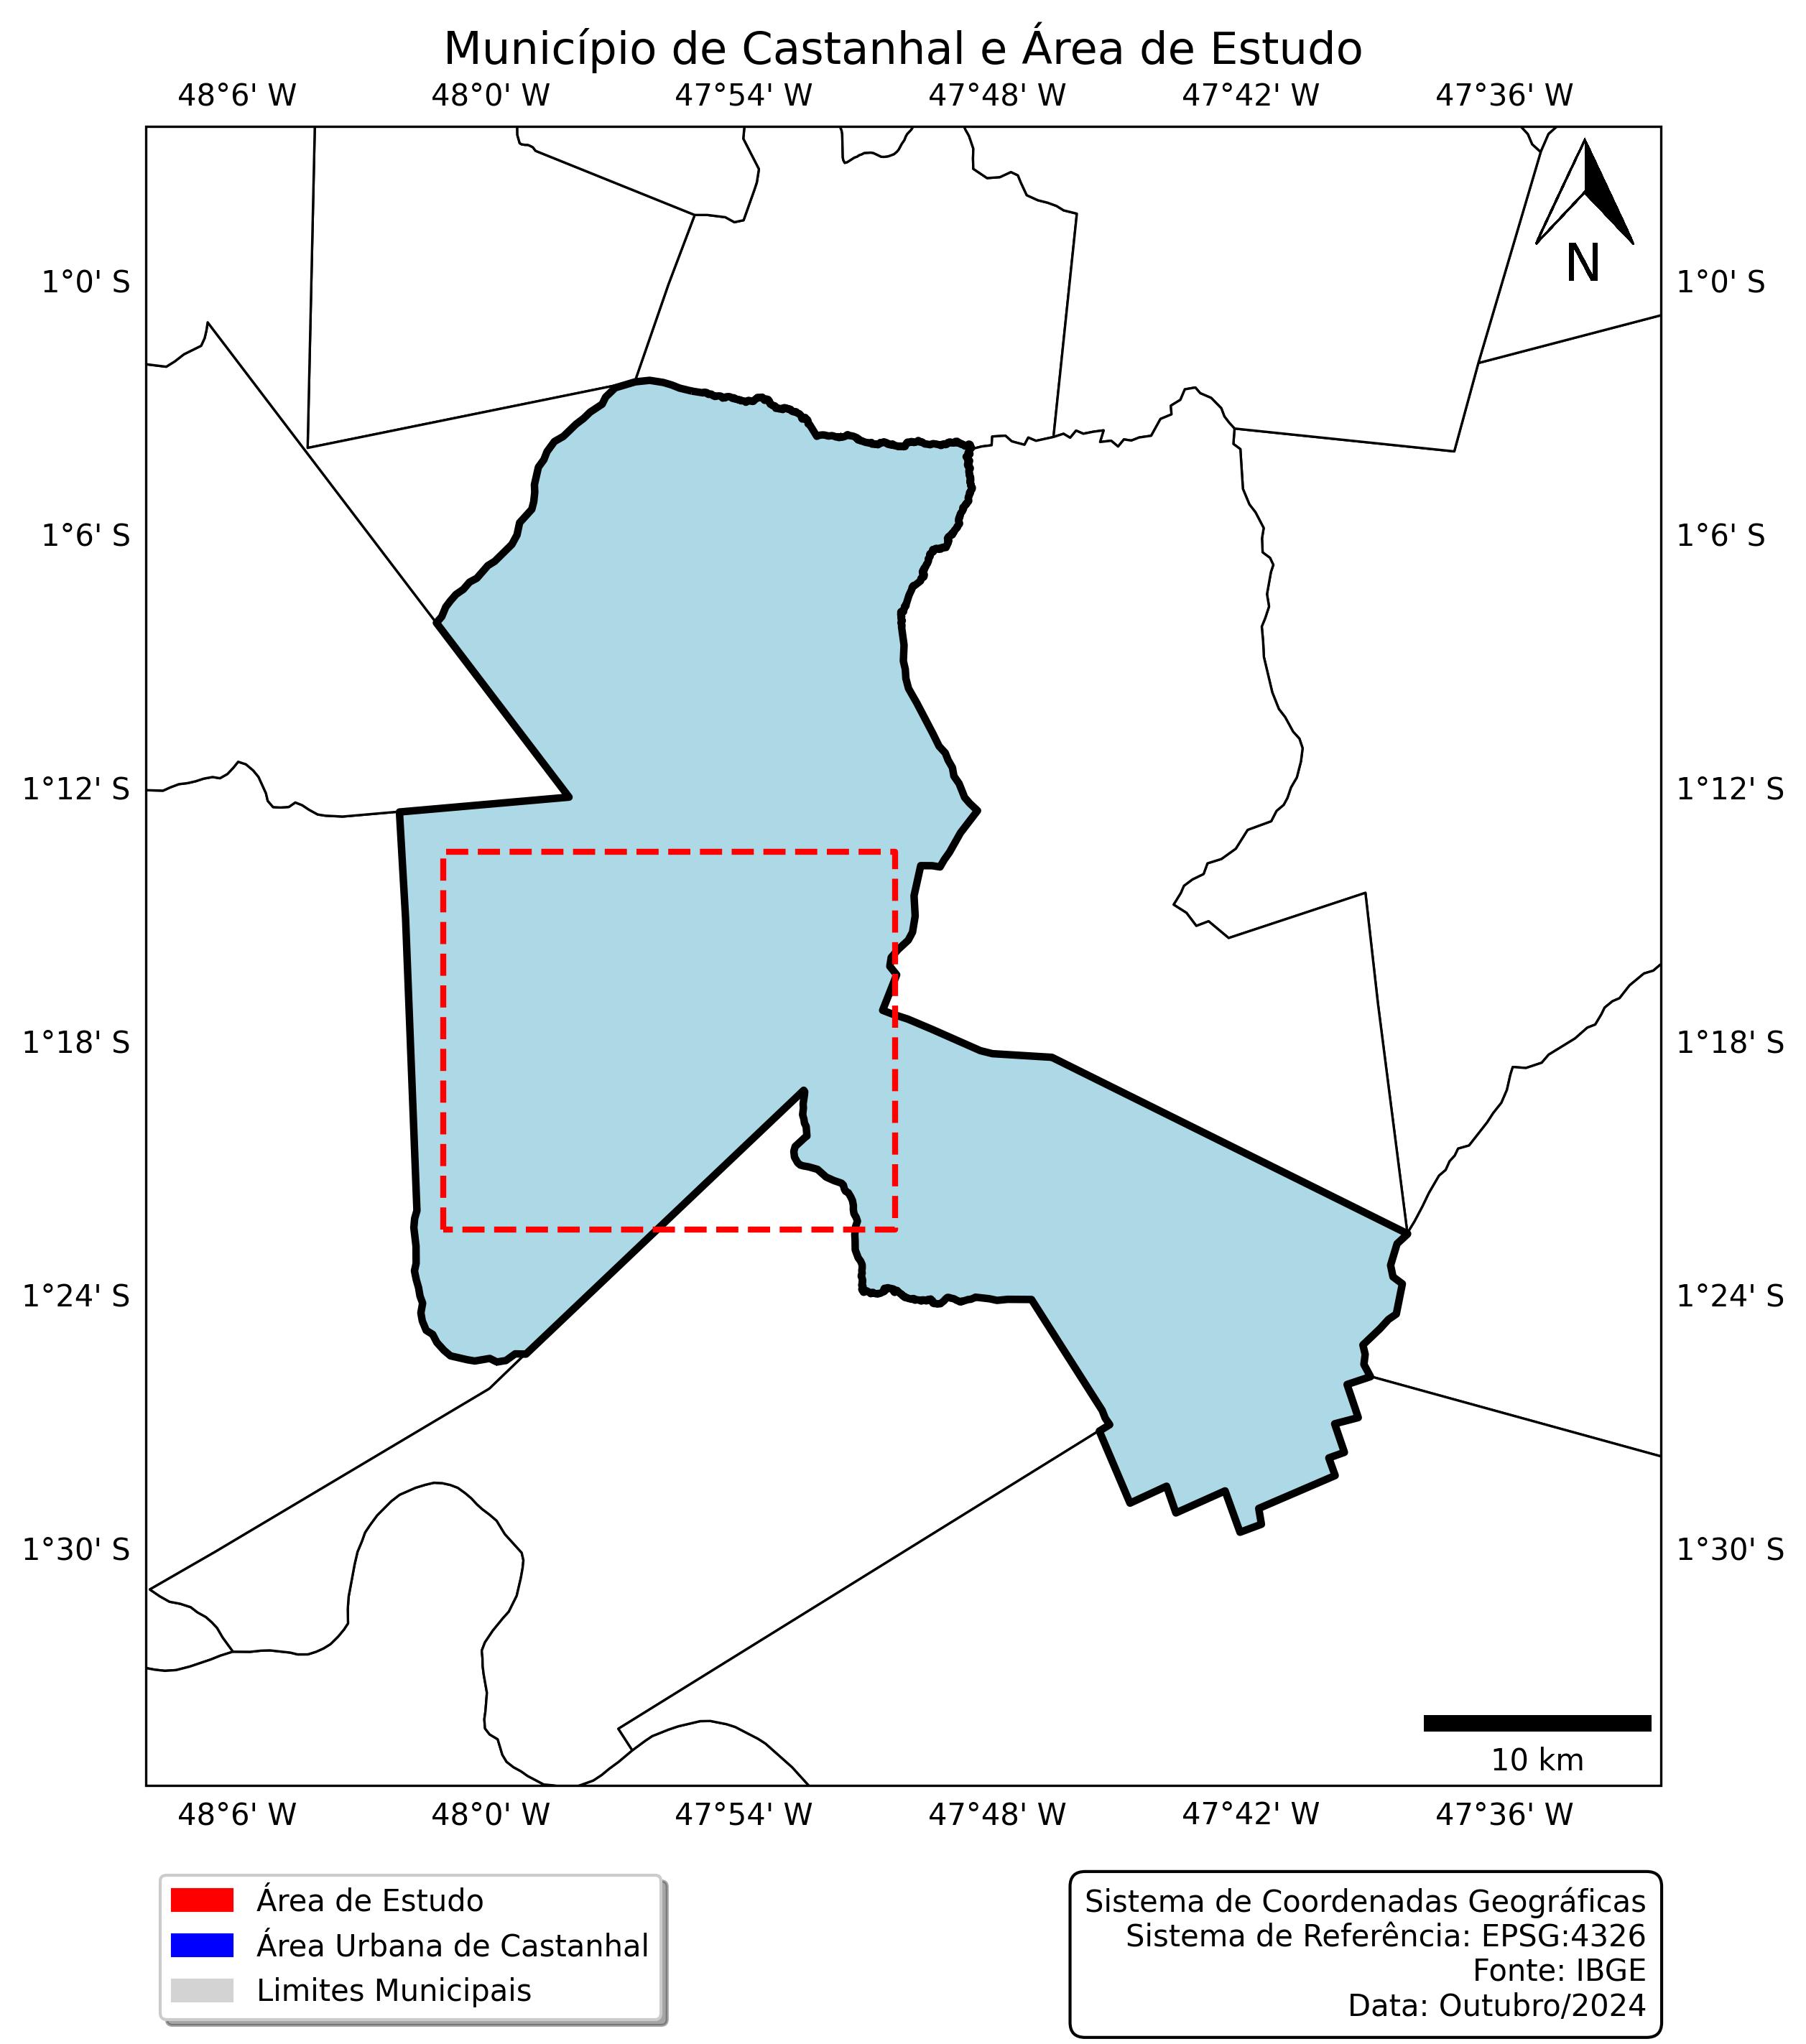 Município de Castanhal e Área de Estudo
48°6' W 48°0' W 47°54' W 47°48' W 47°42' W 47°36' W
N
1°0' S 1°0' S
1°6' S 1°6' S
1°12' S 1°12' S
1°18' S 1°18' S
1°24' S 1°24' S
1°30' S 1°30' S
10 km
48°6' W 48°0' W 47°54' W 47°48' W 47°42' W 47°36' W
Área de Estudo
Área Urbana de Castanhal
Limites Municipais
Sistema de Coordenadas Geográficas
Sistema de Referência: EPSG:4326
Fonte: IBGE
Data: Outubro/2024